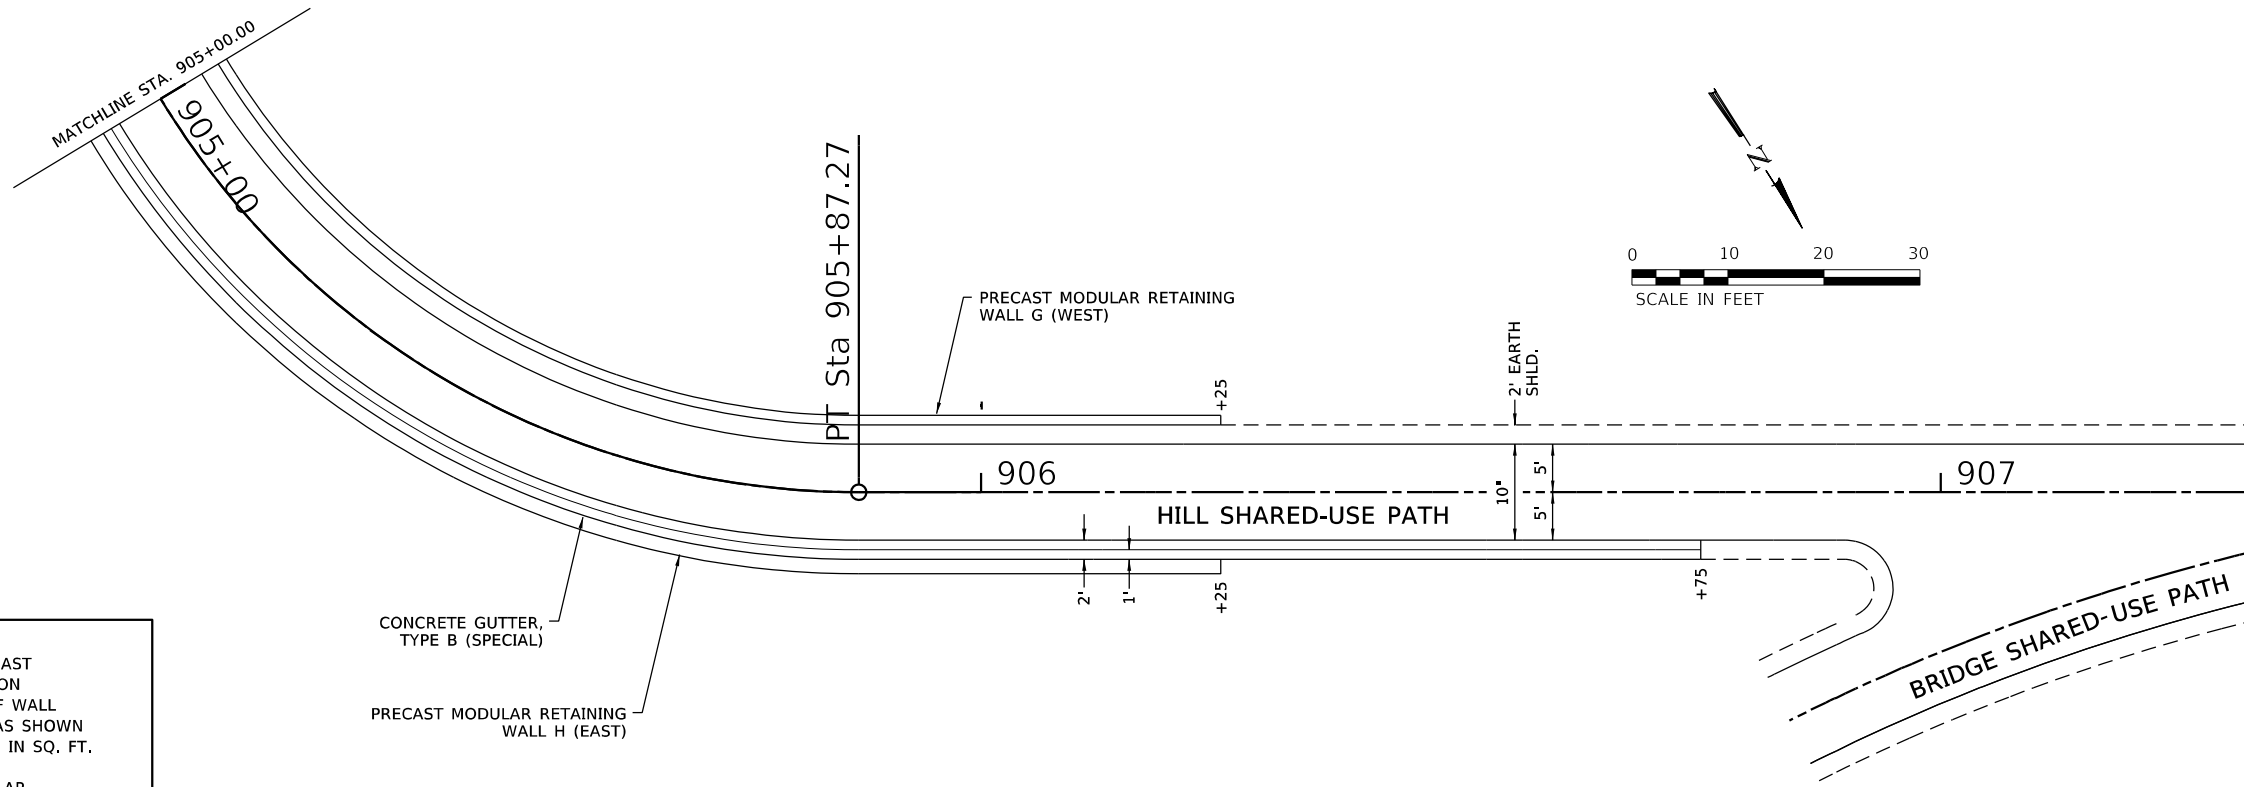 MATCHLINE STA. 905+00.00
905+00
PT Sta 905+87.27
PRECAST MODULAR RETAINING
WALL G (WEST)
+25
2' EARTH
SHLD.
N
0 10 20 30
SCALE IN FEET
906
907
10"
5'
5'
HILL SHARED-USE PATH
2'
1'
+25
+75
CONCRETE GUTTER,
TYPE B (SPECIAL)
PRECAST MODULAR RETAINING
WALL H (EAST)
BRIDGE SHARED-USE PATH
AST
ON
WALL
AS SHOWN
IN SQ. FT.